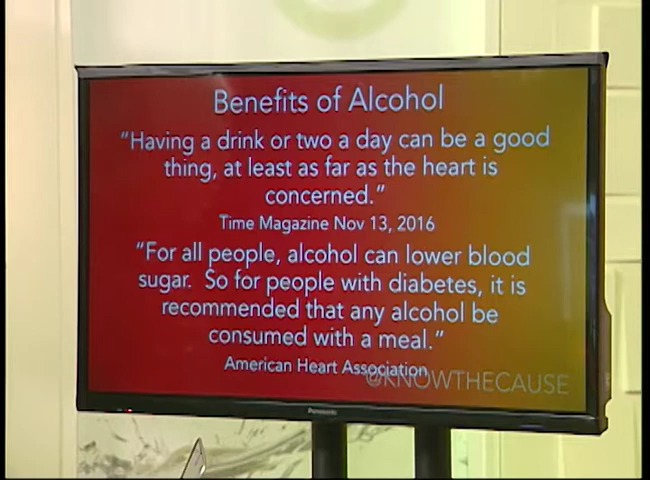 Benefits of Alcohol
“Having a drink or two a day can be a good
thing, at least as far as the heart is
concerned.”
Time Magazine Nov 13, 2016
“For all people, alcohol can lower blood
sugar.  So for people with diabetes, it is
recommended that any alcohol be
consumed with a meal.”
American Heart Association
@KNOWTHECAUSE
Panasonic